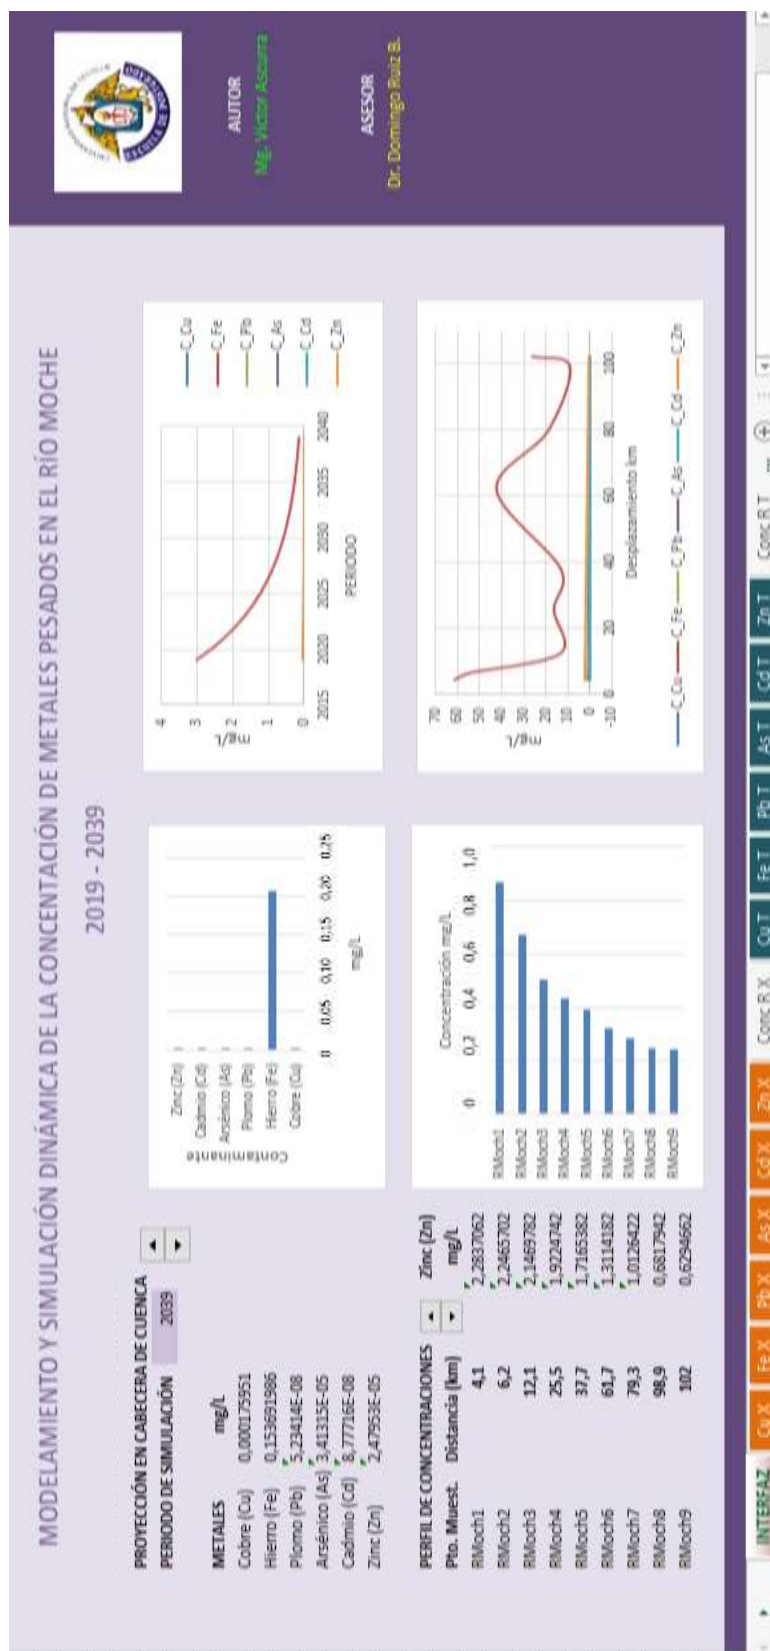 MODELAMIENTO Y SIMULACIÓN DINÁMICA DE LA CONCENTACIÓN DE METALES PESADOS EN EL RÍO MOCHE
2019 - 2039
PROYECCIÓN EN CABECERA DE CUENCA
PERIODO DE SIMULACIÓN 2039
METALES mg/L
Cobre (Cu) 0,000175951
Hierro (Fe) 0,153691986
Plomo (Pb) 5,23414E-08
Arsénico (As) 3,41315E-05
Cadmio (Cd) 8,77716E-08
Zinc (Zn) 2,47953E-05
Contaminante
Zinc (Zn)
Cadmio (Cd)
Arsénico (As)
Plomo (Pb)
Hierro (Fe)
Cobre (Cu)
0 0,05 0,10 0,15 0,20 0,25
mg/L
mg/L
4
3
2
1
0
2015 2020 2025 2030 2035 2040
PERIODO
C_Cu
C_Fe
C_Pb
C_As
C_Cd
C_Zn
PERFIL DE CONCENTRACIONES Zinc (Zn)
Pto. Muest. Distancia (km) mg/L
RMoch1 4,1 2,2837062
RMoch2 6,2 2,2465702
RMoch3 12,1 2,1469782
RMoch4 25,5 1,9224742
RMoch5 37,7 1,7165382
RMoch6 61,7 1,3114182
RMoch7 79,3 1,0126422
RMoch8 98,9 0,6817942
RMoch9 102 0,6294662
Concentración mg/L
0 0,2 0,4 0,6 0,8 1,0
RMoch1
RMoch2
RMoch3
RMoch4
RMoch5
RMoch6
RMoch7
RMoch8
RMoch9
mg/L
70
60
50
40
30
20
10
0
-10
0 20 40 60 80 100
Desplazamiento km
C_Cu C_Fe C_Pb C_As C_Cd C_Zn
AUTOR
Mg. Víctor Ascurra
ASESOR
Dr. Domingo Ruiz B.
INTERFAZ Cu X Fe X Pb X As X Cd X Zn X Conc R X Cu T Fe T Pb T As T Cd T Zn T Conc R T ...